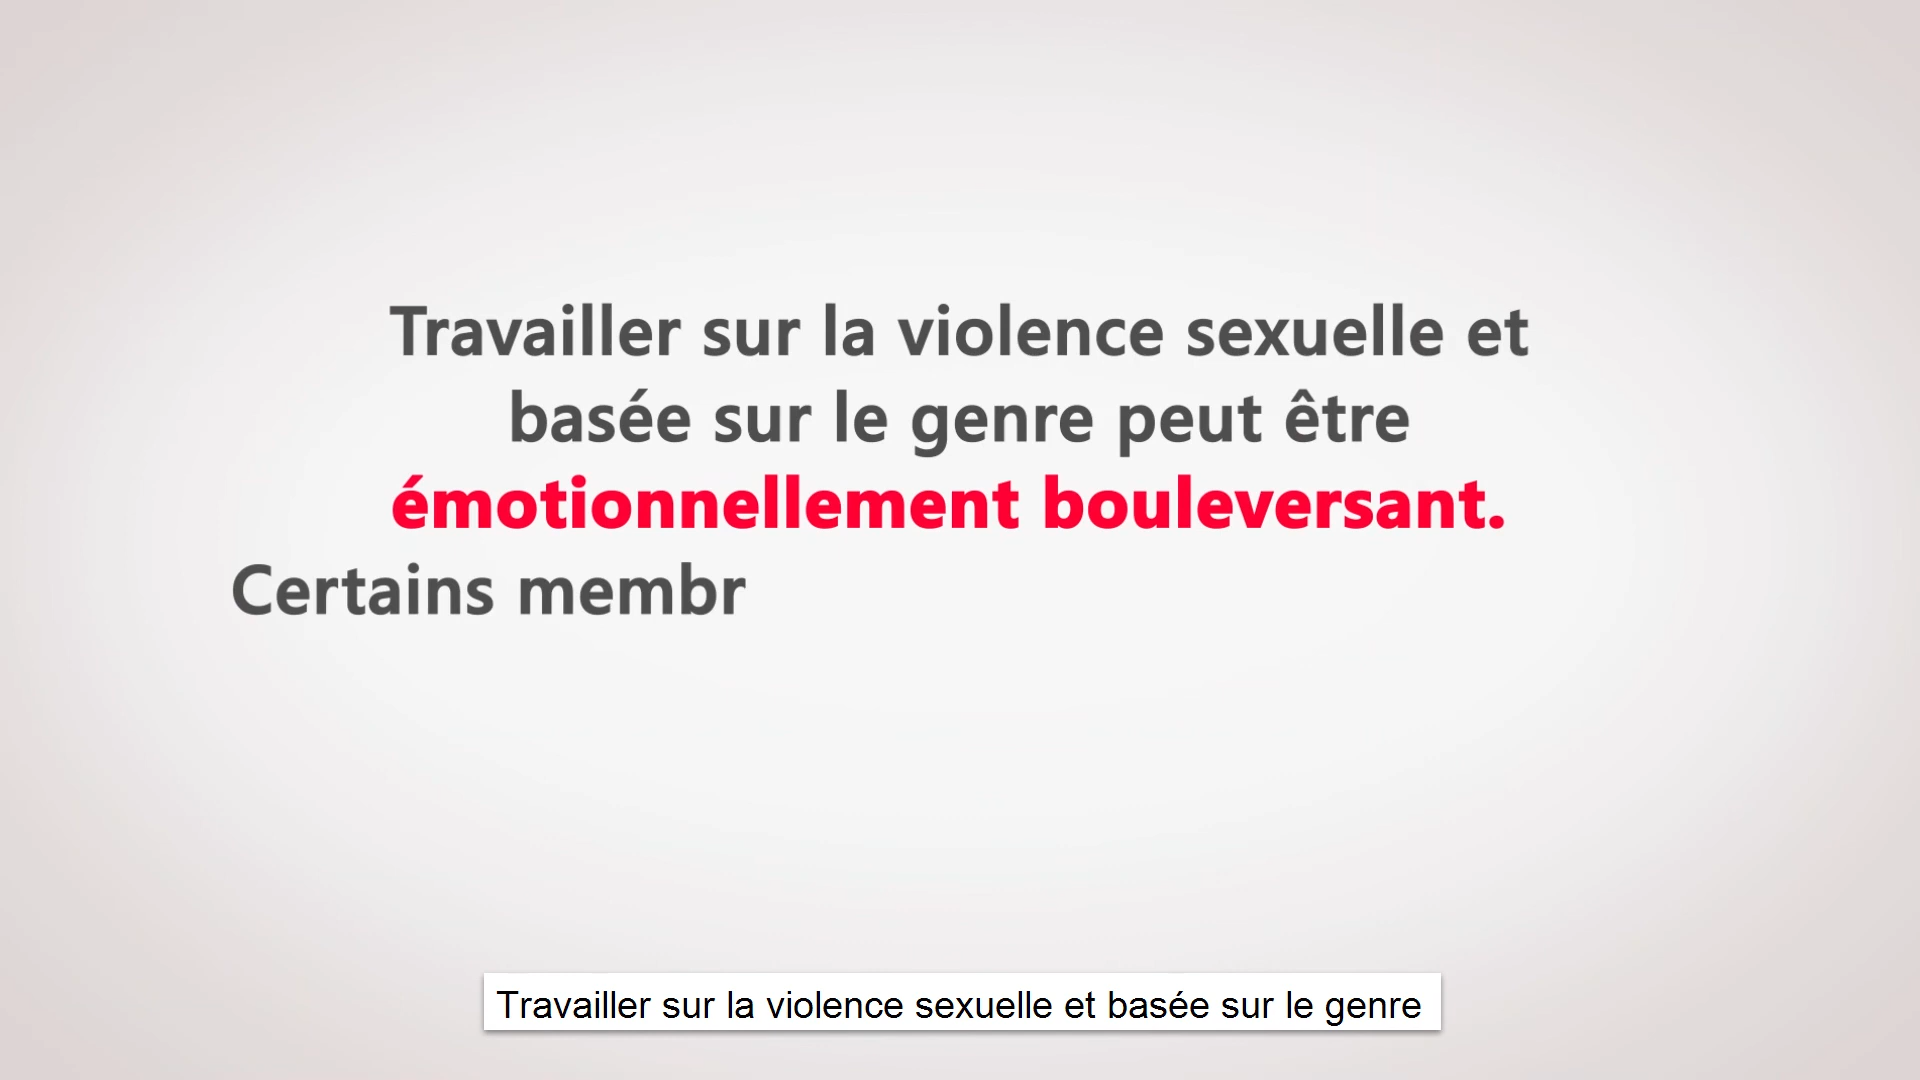 Travailler sur la violence sexuelle et
basée sur le genre peut être
émotionnellement bouleversant.
Certains membr
Travailler sur la violence sexuelle et basée sur le genre